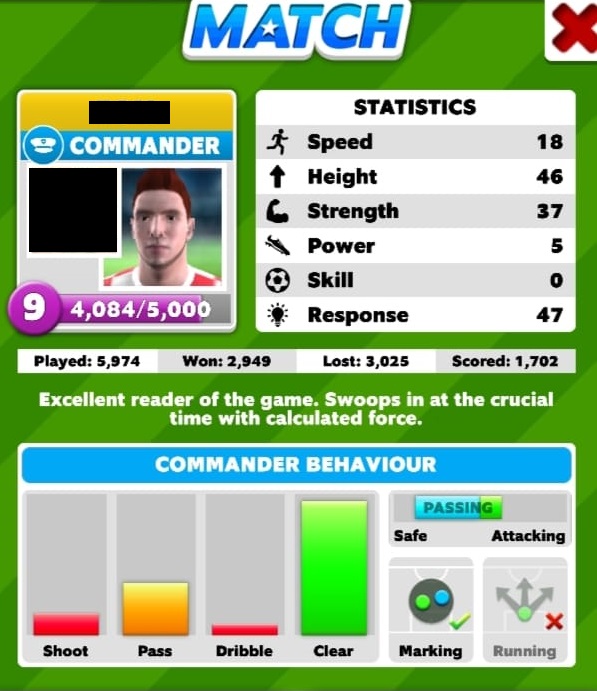 MATCH
COMMANDER
9 4,084/5,000
STATISTICS
Speed 18
Height 46
Strength 37
Power 5
Skill 0
Response 47
Played: 5,974 Won: 2,949 Lost: 3,025 Scored: 1,702
Excellent reader of the game. Swoops in at the crucial
time with calculated force.
COMMANDER BEHAVIOUR
PASSING
Safe Attacking
Shoot Pass Dribble Clear Marking Running